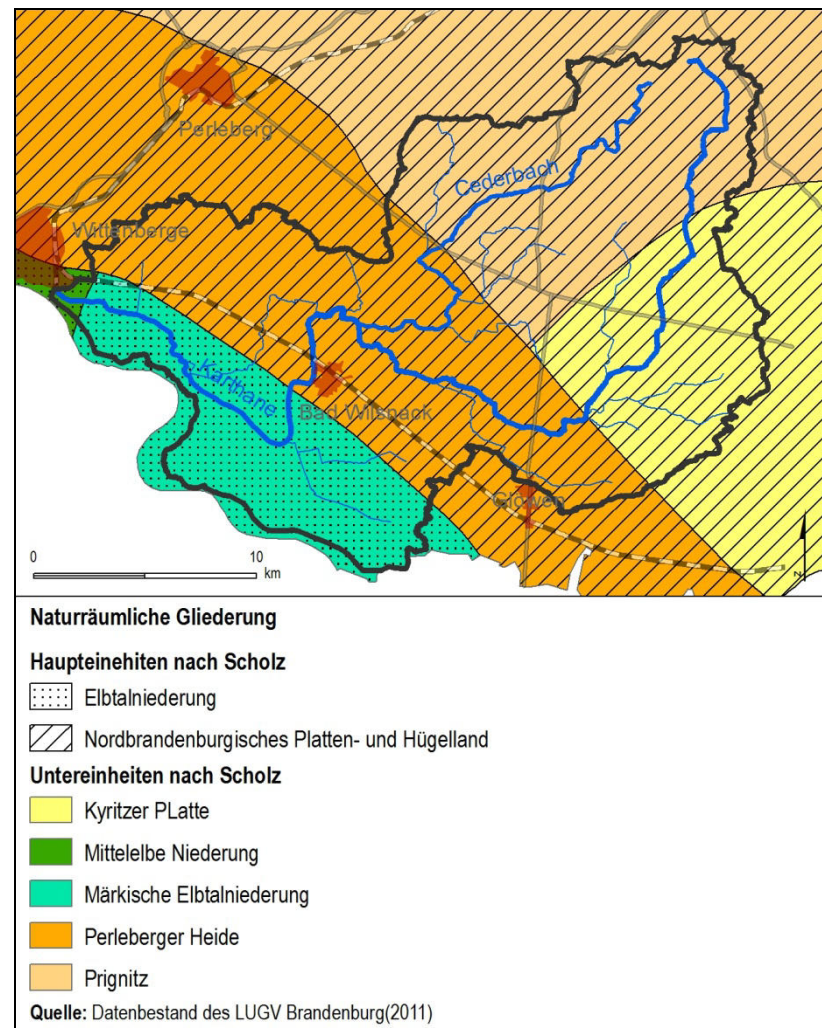 Perleberg
Cederbach
Wittenberge
Karthane
Bad Wilsnack
Glöwen
0 10
km
N
Naturräumliche Gliederung
Haupteinehiten nach Scholz
Elbtalniederung
Nordbrandenburgisches Platten- und Hügelland
Untereinheiten nach Scholz
Kyritzer PLatte
Mittelelbe Niederung
Märkische Elbtalniederung
Perleberger Heide
Prignitz
Quelle: Datenbestand des LUGV Brandenburg(2011)